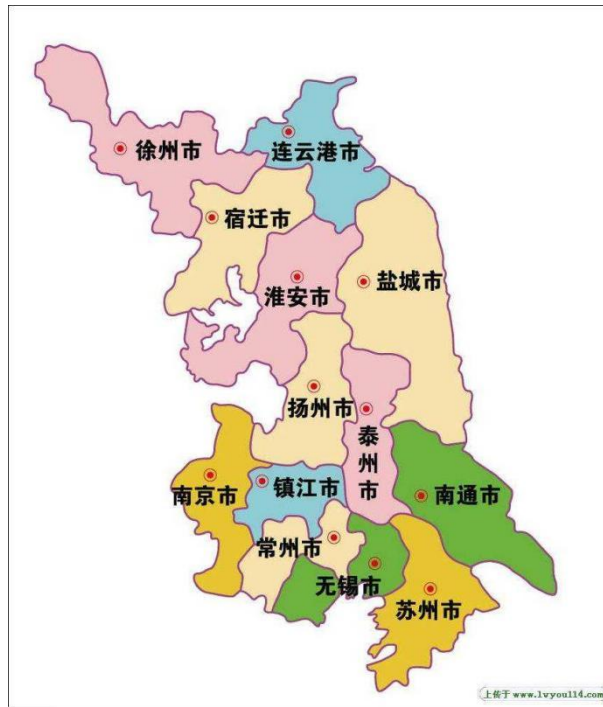 徐州市
连云港市
宿迁市
淮安市
盐城市
扬州市
泰州市
南京市
镇江市
南通市
常州市
无锡市
苏州市
上传于 www.lvyou114.com